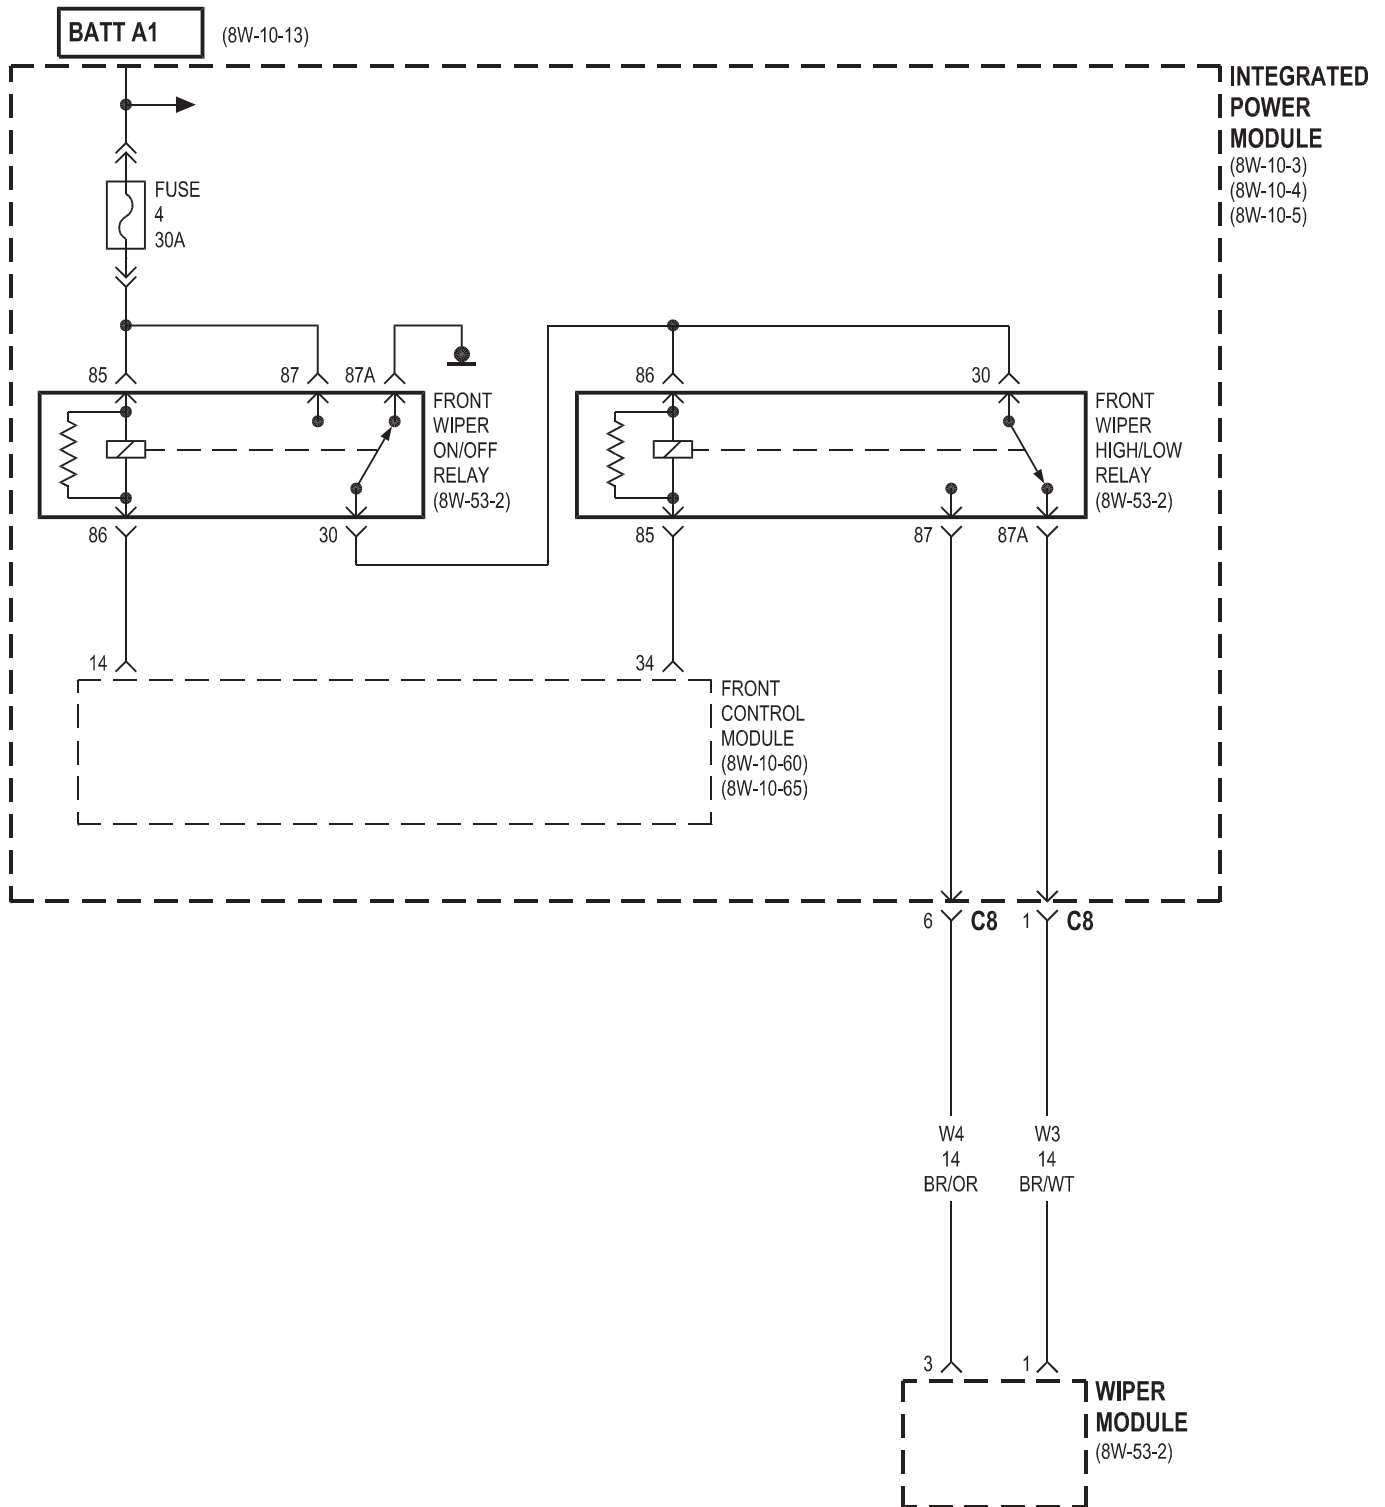 BATT A1
(8W-10-13)
INTEGRATED
POWER
MODULE
(8W-10-3)
(8W-10-4)
(8W-10-5)
FUSE
4
30A
85
87
87A
86
30
FRONT
WIPER
ON/OFF
RELAY
(8W-53-2)
FRONT
WIPER
HIGH/LOW
RELAY
(8W-53-2)
86
30
85
87
87A
14
34
FRONT
CONTROL
MODULE
(8W-10-60)
(8W-10-65)
6
C8
1
C8
W4
14
BR/OR
W3
14
BR/WT
3
1
WIPER
MODULE
(8W-53-2)